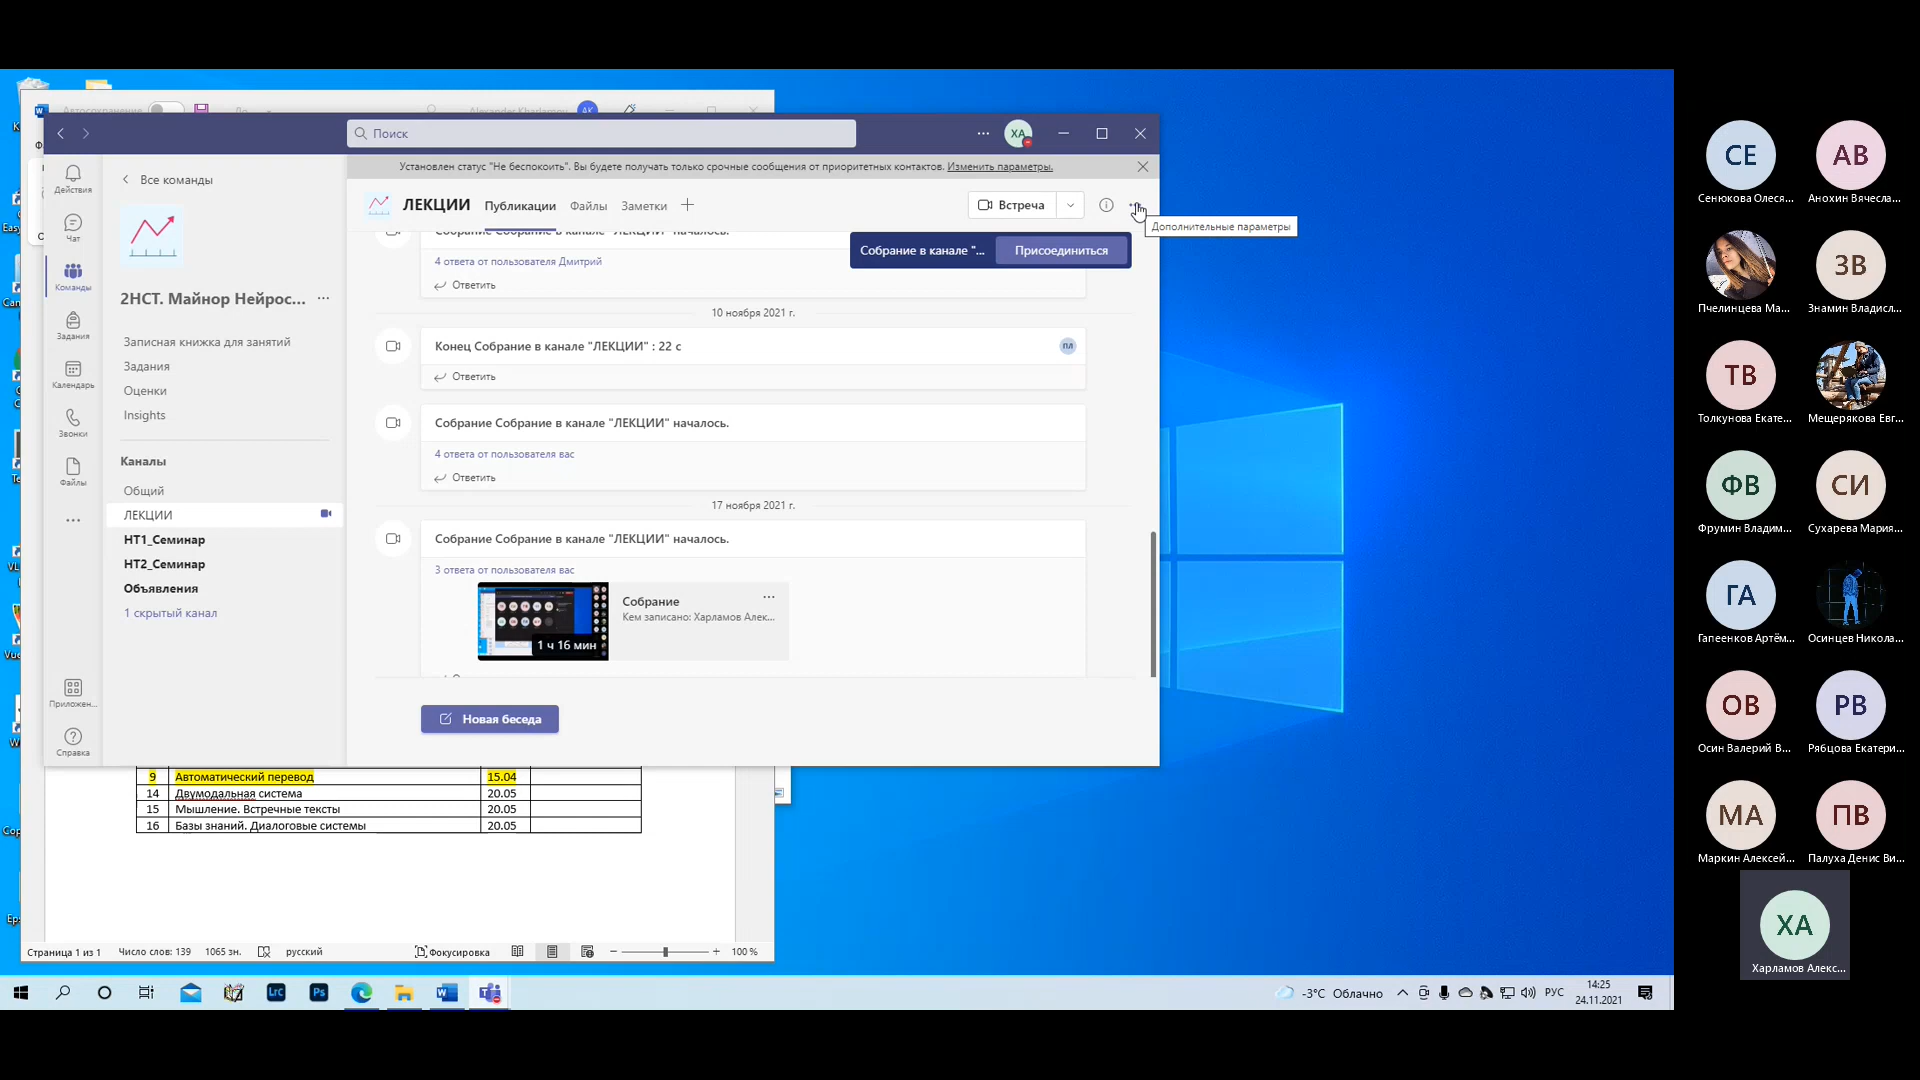 Поиск
ХА
Установлен статус "Не беспокоить". Вы будете получать только срочные сообщения от приоритетных контактов. Изменить параметры.
Действия
Чат
Команды
Задания
Календарь
Звонки
Файлы
Приложен...
Справка
Все команды
2НСТ. Майнор Нейрос...
Записная книжка для занятий
Задания
Оценки
Insights
Каналы
Общий
ЛЕКЦИИ
НТ1_Семинар
НТ2_Семинар
Объявления
1 скрытый канал
ЛЕКЦИИ
Публикации
Файлы
Заметки
Встреча
Дополнительные параметры
Собрание в канале "...
Присоединиться
Собрание Собрание в канале "ЛЕКЦИИ" началось.
4 ответа от пользователя Дмитрий
Ответить
10 ноября 2021 г.
Конец Собрание в канале "ЛЕКЦИИ" : 22 с
ПЛ
Ответить
Собрание Собрание в канале "ЛЕКЦИИ" началось.
4 ответа от пользователя вас
Ответить
17 ноября 2021 г.
Собрание Собрание в канале "ЛЕКЦИИ" началось.
3 ответа от пользователя вас
1 ч 16 мин
Собрание
Кем записано: Харламов Алек...
Новая беседа
9 Автоматический перевод 15.04
14 Двумодальная система 20.05
15 Мышление. Встречные тексты 20.05
16 Базы знаний. Диалоговые системы 20.05
Страница 1 из 1 Число слов: 139 1065 зн. русский Фокусировка 100 %
Lrc
Ps
-3°C Облачно
РУС
14:25
24.11.2021
СЕ
Сенюкова Олеся...
АВ
Анохин Вячесла...
Пчелинцева Ма...
ЗВ
Знамин Владисл...
ТВ
Толкунова Екате...
Мещерякова Евг...
ФВ
Фрумин Владим...
СИ
Сухарева Мария...
ГА
Гапеенков Артём...
Осинцев Никола...
ОВ
Осин Валерий В...
РВ
Рябцова Екатери...
МА
Маркин Алексей...
ПВ
Палуха Денис Ви...
ХА
Харламов Алекс...